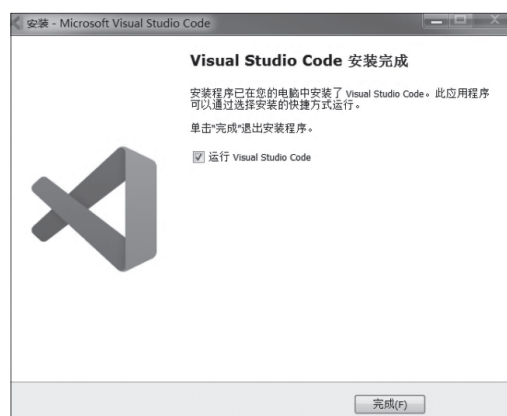 安装 - Microsoft Visual Studio Code
Visual Studio Code 安装完成
安装程序已在您的电脑中安装了 Visual Studio Code。此应用程序
可以通过选择安装的快捷方式运行。
单击“完成”退出安装程序。
运行 Visual Studio Code
完成(F)